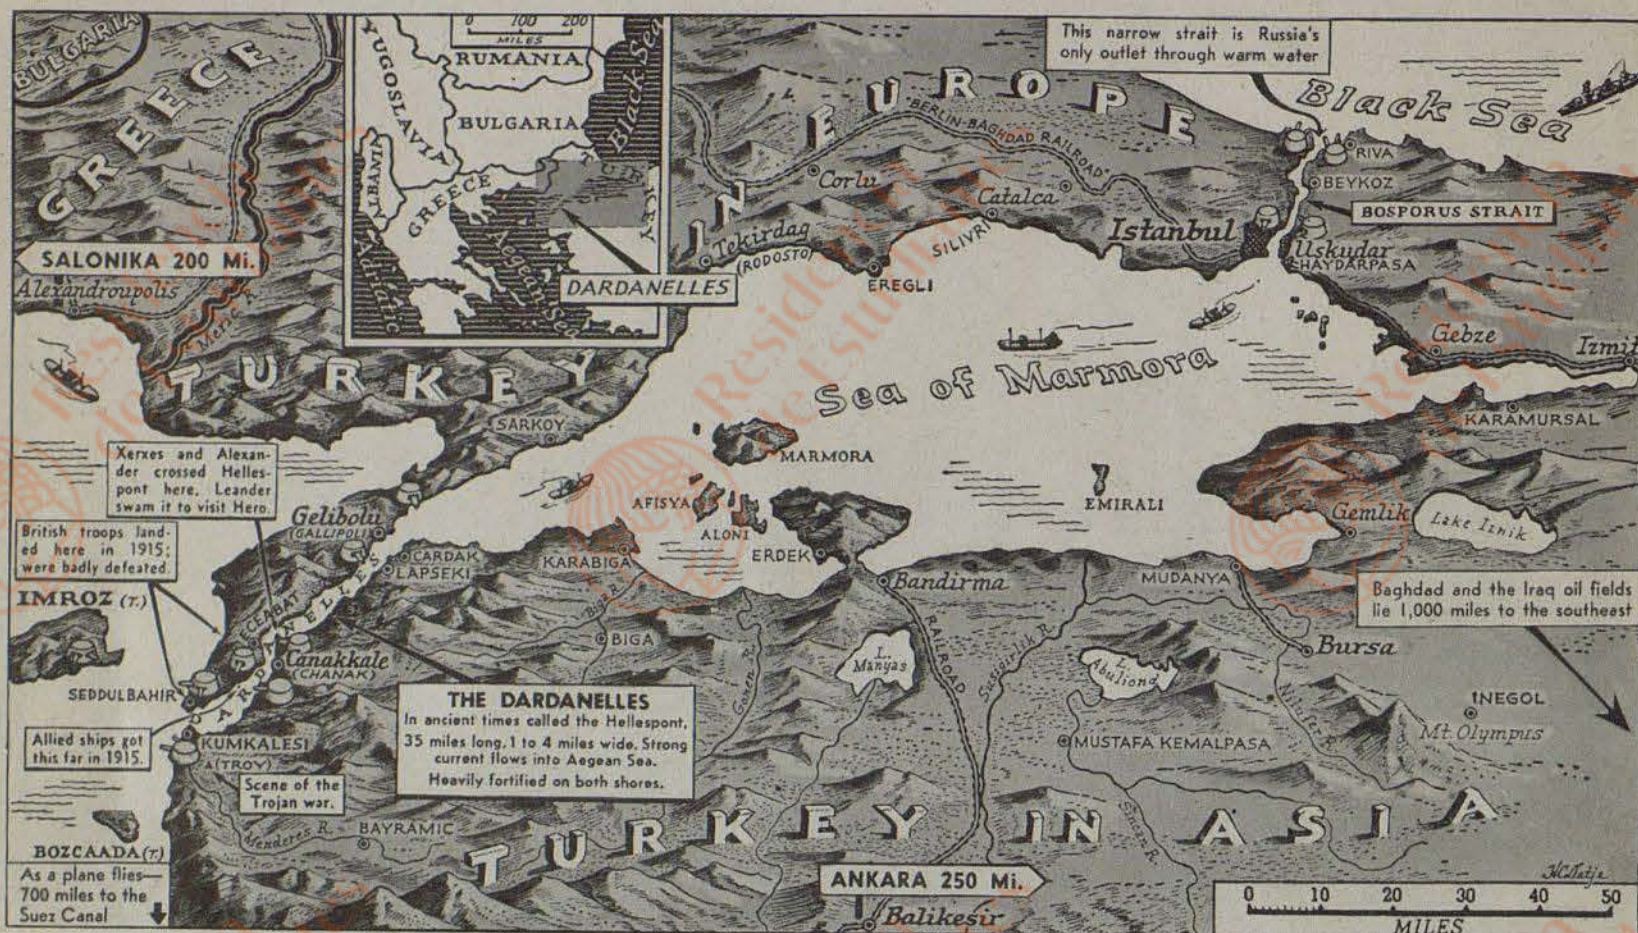 BULGARIA
GREECE
SALONIKA 200 Mi.
Alexandroupolis
Meric
0 100 200
MILES
YUGOSLAVIA
RUMANIA
BULGARIA
Black Sea
ALBANIA
GREECE
TURKEY
Adriatic
Aegean Sea
DARDANELLES
TURKEY
IN EUROPE
"BERLIN-BAGHDAD RAILROAD"
Corlu
Catalca
Tekirdag
(RODOSTO)
EREGLI
SILIVRI
Istanbul
This narrow strait is Russia's
only outlet through warm water
Black Sea
RIVA
BEYKOZ
BOSPORUS STRAIT
Uskudar
HAYDARPASA
Gebze
Izmit
KARAMURSAL
Sea of Marmora
SARKOY
MARMORA
AFISYA
ALONI
ERDEK
EMIRALI
Gemlik
Lake Iznik
Xerxes and Alexan-
der crossed Helles-
pont here. Leander
swam it to visit Hero.
British troops land-
ed here in 1915;
were badly defeated.
IMROZ (T.)
Gelibolu
(GALLIPOLI)
CARDAK
LAPSEKI
KARABIGA
Biga R.
BIGA
ECEABAT
DARDANELLES
Canakkale
(CHANAK)
SEDDULBAHIR
Allied ships got
this far in 1915.
KUMKALESI
(TROY)
Scene of the
Trojan war.
THE DARDANELLES
In ancient times called the Hellespont.
35 miles long, 1 to 4 miles wide. Strong
current flows into Aegean Sea.
Heavily fortified on both shores.
Gonen R.
L.
Manyas
Bandirma
RAILROAD
Susigirlik R.
L.
Abuliond
MUDANYA
Bursa
Nilufer R.
INEGOL
Mt. Olympus
MUSTAFA KEMALPASA
Baghdad and the Iraq oil fields
lie 1,000 miles to the southeast
BOZCAADA (T.)
As a plane flies—
700 miles to the
Suez Canal
Menderes R.
BAYRAMIC
TURKEY IN ASIA
ANKARA 250 Mi.
Balikesir
0 10 20 30 40 50
MILES